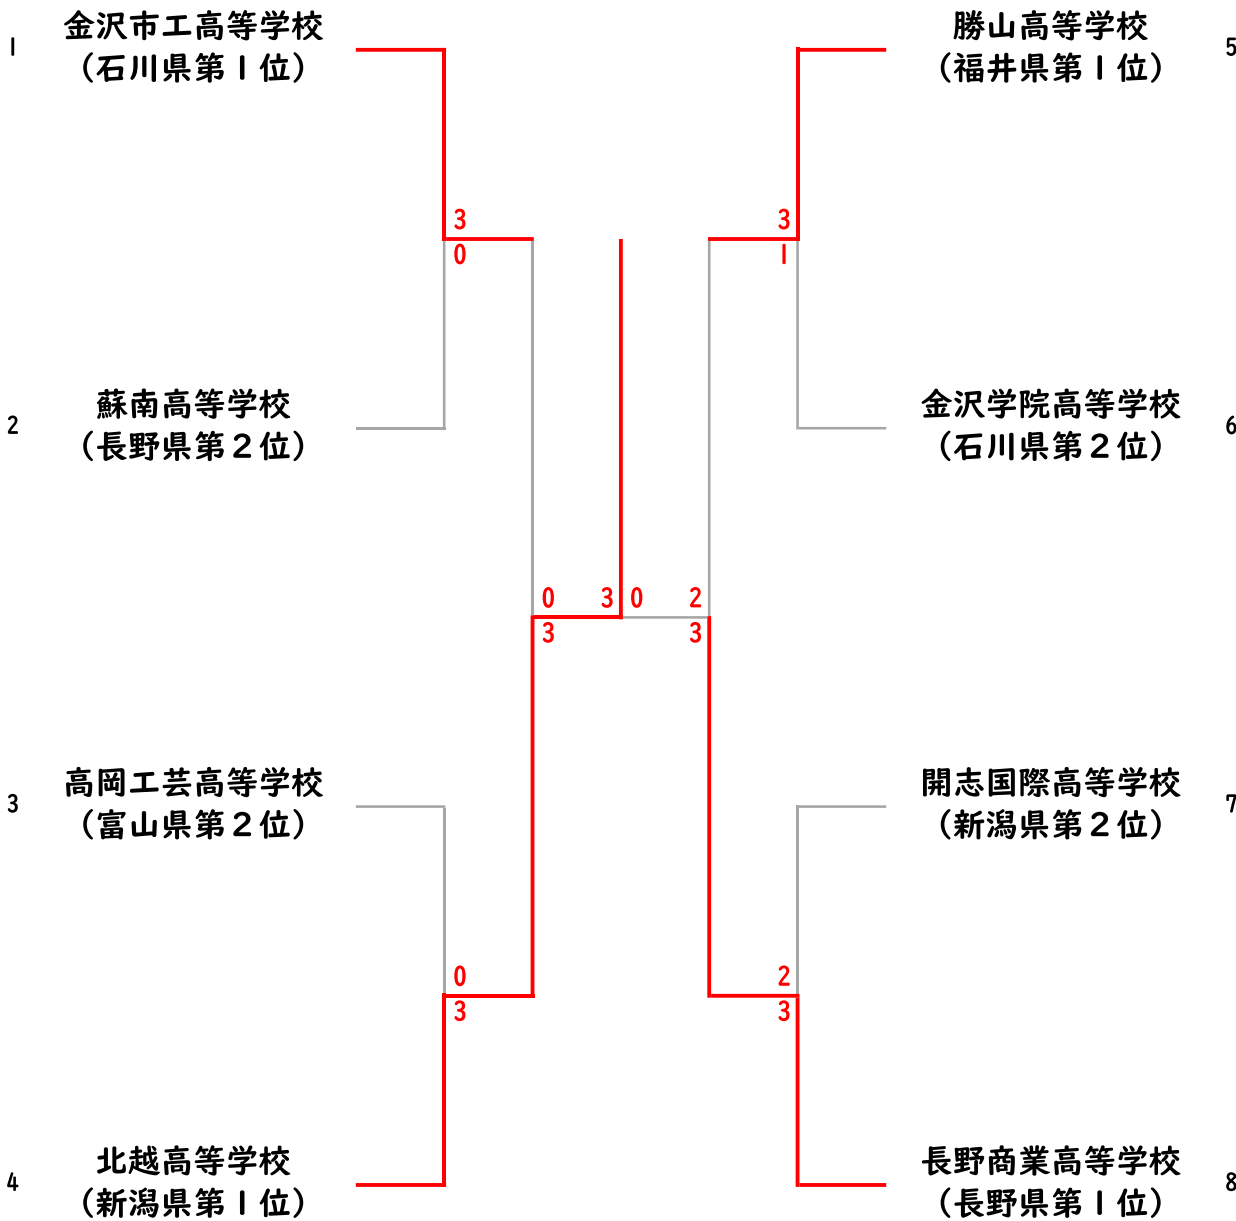 1
金沢市工高等学校
（石川県第１位）
2
蘇南高等学校
（長野県第２位）
3
高岡工芸高等学校
（富山県第２位）
4
北越高等学校
（新潟県第１位）
3
0
0
3
0
3
3
0
2
3
3
1
2
3
勝山高等学校
（福井県第１位）
5
金沢学院高等学校
（石川県第２位）
6
開志国際高等学校
（新潟県第２位）
7
長野商業高等学校
（長野県第１位）
8